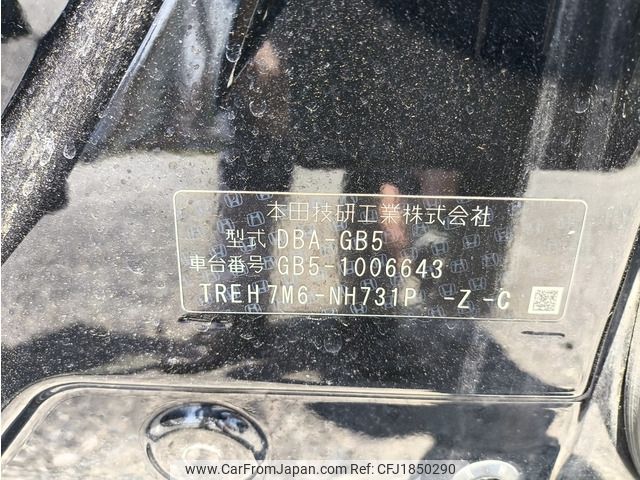 本田技研工業株式会社
型式 DBA-GB5
車台番号 GB5-1006643
TREH7M6-NH731P -Z-C
www.CarFromJapan.com - CFJ1850290